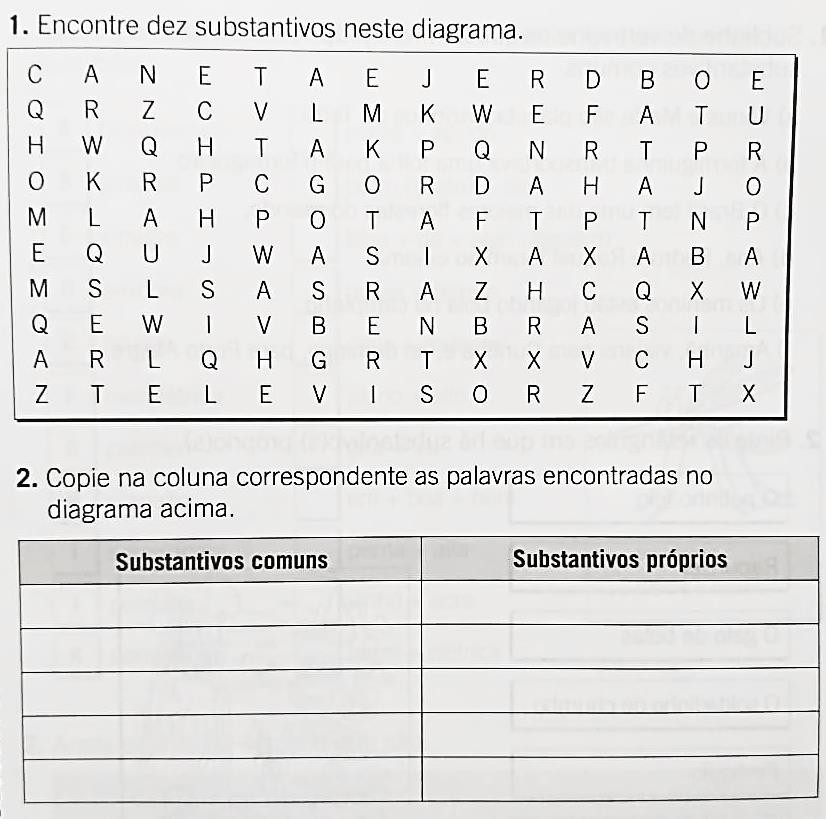 1. Encontre dez substantivos neste diagrama.
C A N E T A E J E R D B O E
Q R Z C V L M K W E F A T U
H W Q H T A K P Q N R T P R
O K R P C G O R D A H A J O
M L A H P O T A F T P T N P
E Q U J W A S I X A X A B A
M S L S A S R A Z H C Q X W
Q E W I V B E N B R A S I L
A R L Q H G R T X X V C H J
Z T E L E V I S O R Z F T X
2. Copie na coluna correspondente as palavras encontradas no
diagrama acima.
Substantivos comuns Substantivos próprios